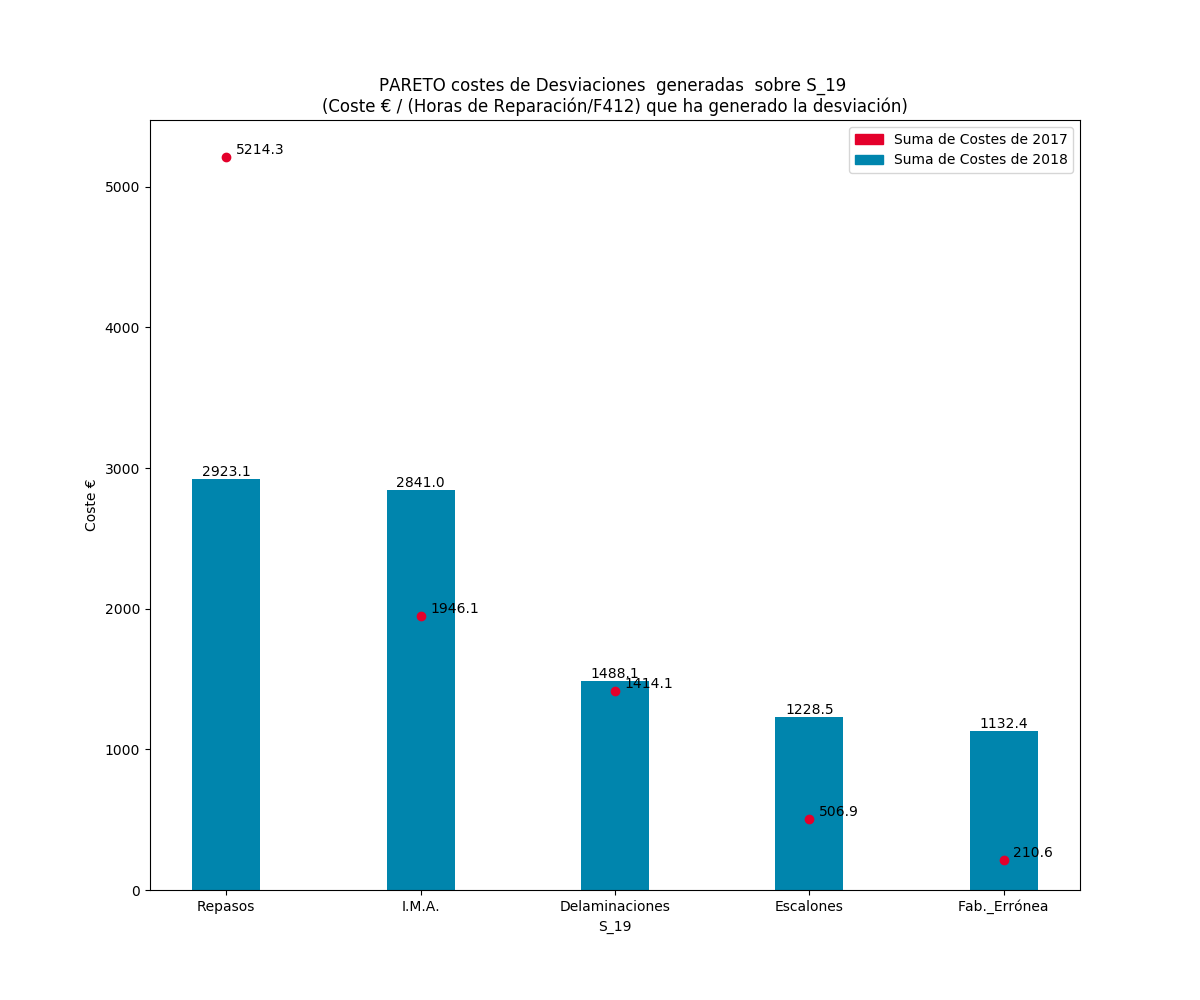 PARETO costes de Desviaciones  generadas  sobre S_19
(Coste € / (Horas de Reparación/F412) que ha generado la desviación)
Suma de Costes de 2017
Suma de Costes de 2018
Coste €
5000
4000
3000
2000
1000
0
5214.3
2923.1
2841.0
1946.1
1488.1
1414.1
1228.5
506.9
1132.4
210.6
Repasos
I.M.A.
Delaminaciones
Escalones
Fab._Errónea
S_19